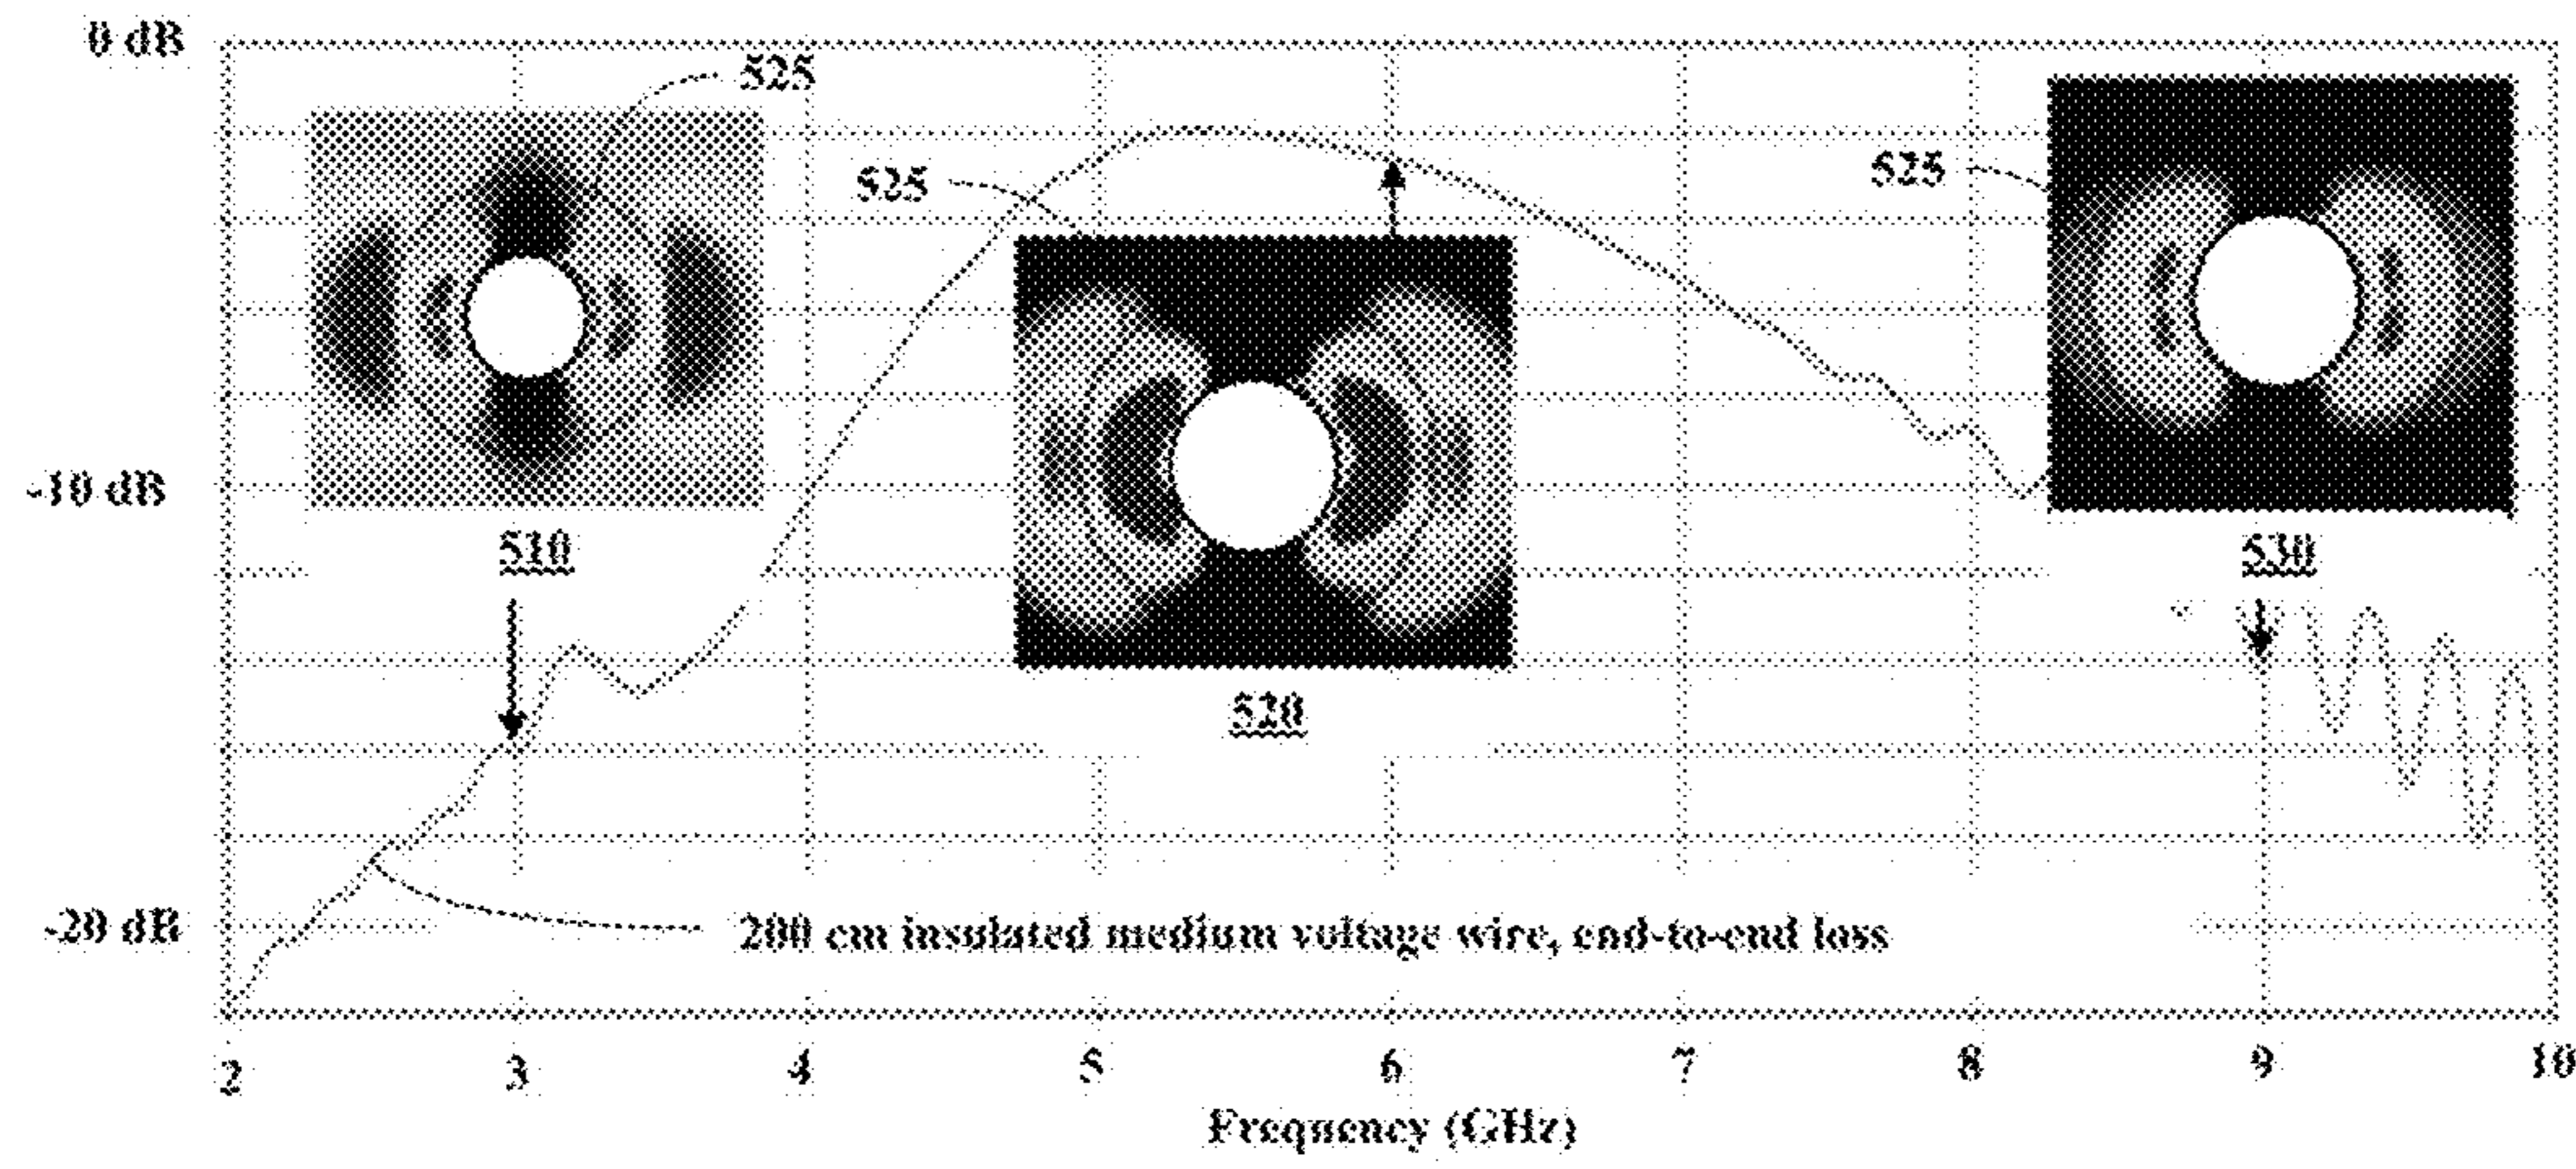 0 dB
525
525
525
-10 dB
510
530
520
-20 dB
200 cm insulated medium voltage wire, end-to-end loss
2 3 4 5 6 7 8 9 10
Frequency (GHz)